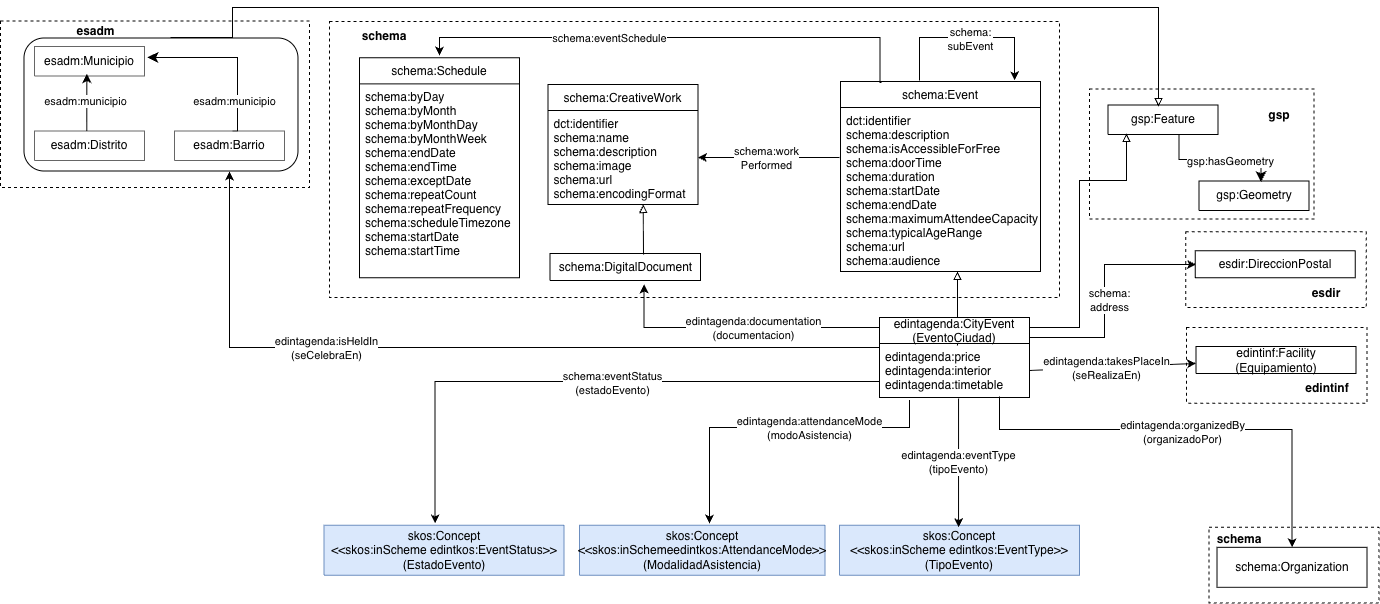 esadm
esadm:Municipio
esadm:municipio
esadm:municipio
esadm:Distrito
esadm:Barrio
schema
schema:eventSchedule
schema:
subEvent
schema:Schedule
schema:byDay
schema:byMonth
schema:byMonthDay
schema:byMonthWeek
schema:endDate
schema:endTime
schema:exceptDate
schema:repeatCount
schema:repeatFrequency
schema:scheduleTimezone
schema:startDate
schema:startTime
schema:CreativeWork
dct:identifier
schema:name
schema:description
schema:image
schema:url
schema:encodingFormat
schema:DigitalDocument
schema:work
Performed
schema:Event
dct:identifier
schema:description
schema:isAccessibleForFree
schema:doorTime
schema:duration
schema:startDate
schema:endDate
schema:maximumAttendeeCapacity
schema:typicalAgeRange
schema:url
schema:audience
gsp
gsp:Feature
gsp:hasGeometry
gsp:Geometry
esdir:DireccionPostal
esdir
schema:
address
edintagenda:documentation
(documentacion)
edintagenda:CityEvent
(EventoCiudad)
edintagenda:price
edintagenda:interior
edintagenda:timetable
edintagenda:isHeldIn
(seCelebraEn)
edintagenda:takesPlaceIn
(seRealizaEn)
edintinf:Facility
(Equipamiento)
edintinf
schema:eventStatus
(estadoEvento)
edintagenda:attendanceMode
(modoAsistencia)
edintagenda:eventType
(tipoEvento)
edintagenda:organizedBy
(organizadoPor)
skos:Concept
<<skos:inScheme edintkos:EventStatus>>
(EstadoEvento)
skos:Concept
<<skos:inSchemeedintkos:AttendanceMode>>
(ModalidadAsistencia)
skos:Concept
<<skos:inScheme edintkos:EventType>>
(TipoEvento)
schema
schema:Organization